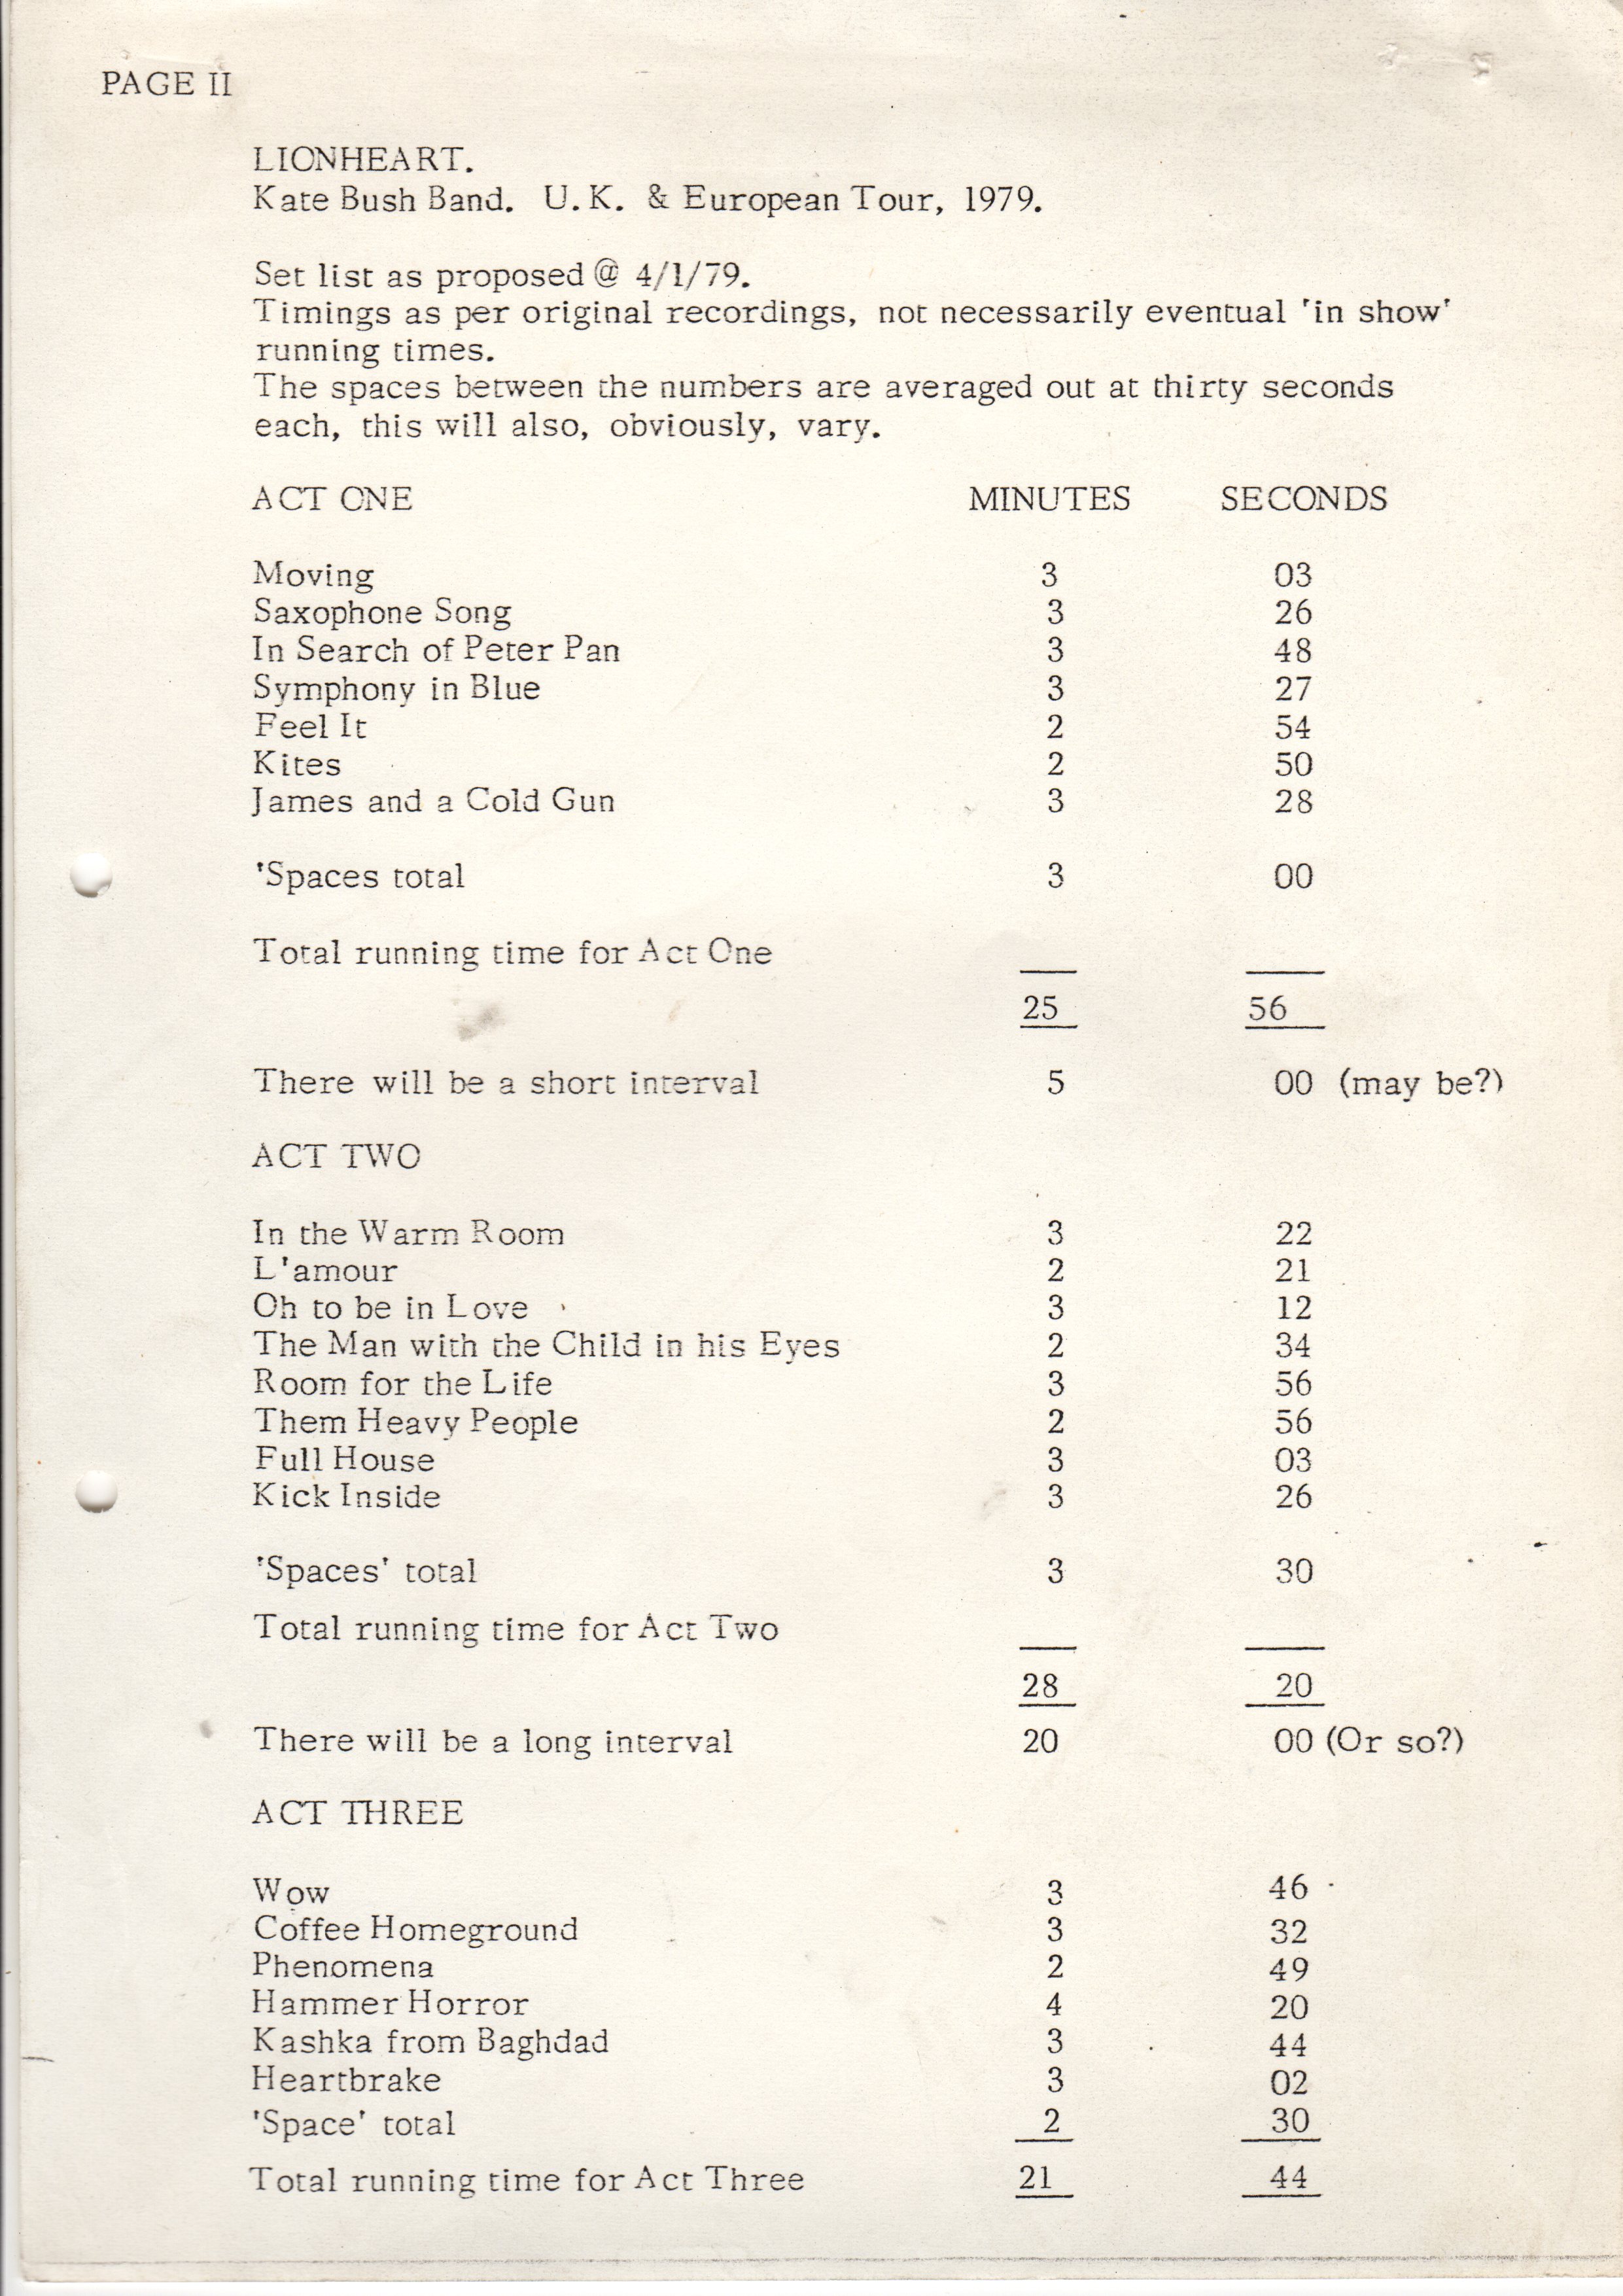 PAGE II
LIONHEART.
Kate Bush Band. U.K. & European Tour, 1979.
Set list as proposed @ 4/1/79.
Timings as per original recordings, not necessarily eventual 'in show'
running times.
The spaces between the numbers are averaged out at thirty seconds
each, this will also, obviously, vary.
ACT ONE MINUTES SECONDS
Moving 3 03
Saxophone Song 3 26
In Search of Peter Pan 3 48
Symphony in Blue 3 27
Feel It 2 54
Kites 2 50
James and a Cold Gun 3 28
'Spaces total 3 00
Total running time for Act One
25 56
There will be a short interval 5 00 (may be?)
ACT TWO
In the Warm Room 3 22
L'amour 2 21
Oh to be in Love 3 12
The Man with the Child in his Eyes 2 34
Room for the Life 3 56
Them Heavy People 2 56
Full House 3 03
Kick Inside 3 26
'Spaces' total 3 30
Total running time for Act Two
28 20
There will be a long interval 20 00 (Or so?)
ACT THREE
Wow 3 46
Coffee Homeground 3 32
Phenomena 2 49
Hammer Horror 4 20
Kashka from Baghdad 3 44
Heartbrake 3 02
'Space' total 2 30
Total running time for Act Three 21 44